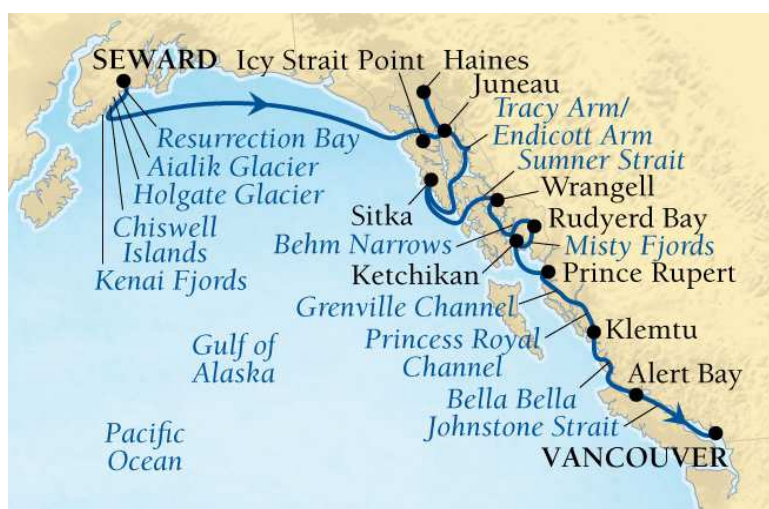 SEWARD
Icy Strait Point
Haines
Juneau
Tracy Arm/
Endicott Arm
Sumner Strait
Resurrection Bay
Aialik Glacier
Holgate Glacier
Chiswell
Islands
Kenai Fjords
Wrangell
Sitka
Rudyerd Bay
Behm Narrows
Misty Fjords
Ketchikan
Prince Rupert
Grenville Channel
Princess Royal
Channel
Klemtu
Gulf of
Alaska
Alert Bay
Bella Bella
Johnstone Strait
Pacific
Ocean
VANCOUVER